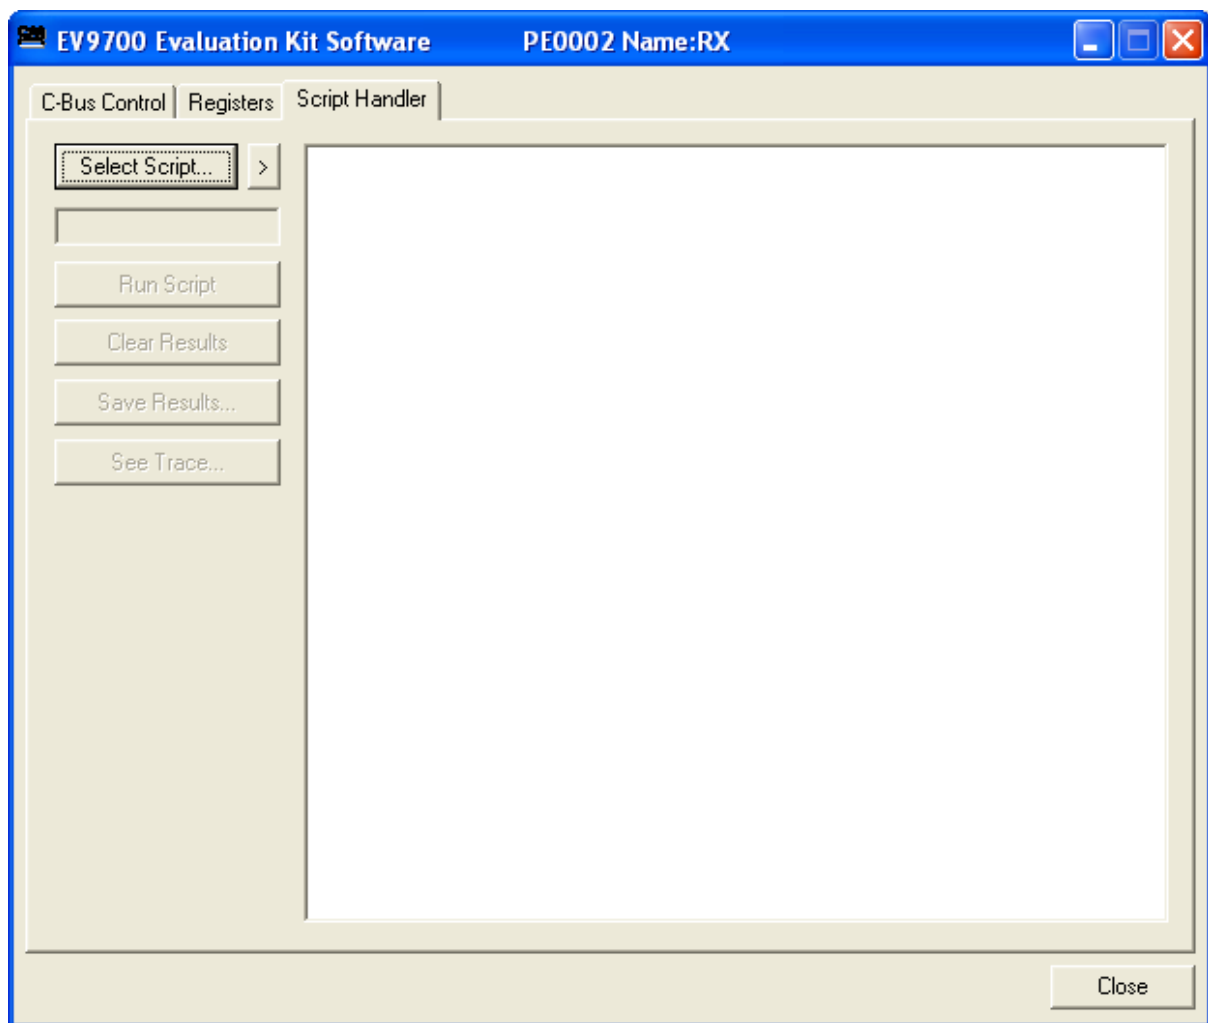 EV9700 Evaluation Kit Software PE0002 Name:RX
C-Bus Control Registers Script Handler
Select Script... >
Run Script
Clear Results
Save Results...
See Trace...
Close